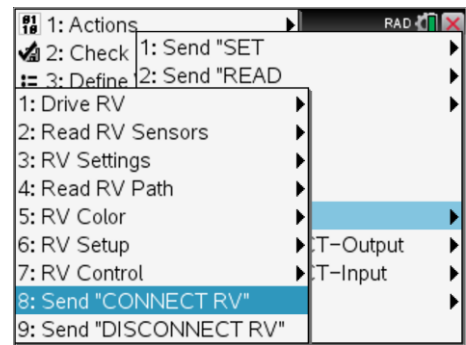 1: Actions
RAD
2: Check
1: Send "SET
3: Define
2: Send "READ
1: Drive RV
2: Read RV Sensors
3: RV Settings
4: Read RV Path
5: RV Color
6: RV Setup
CT-Output
7: RV Control
CT-Input
8: Send "CONNECT RV"
9: Send "DISCONNECT RV"